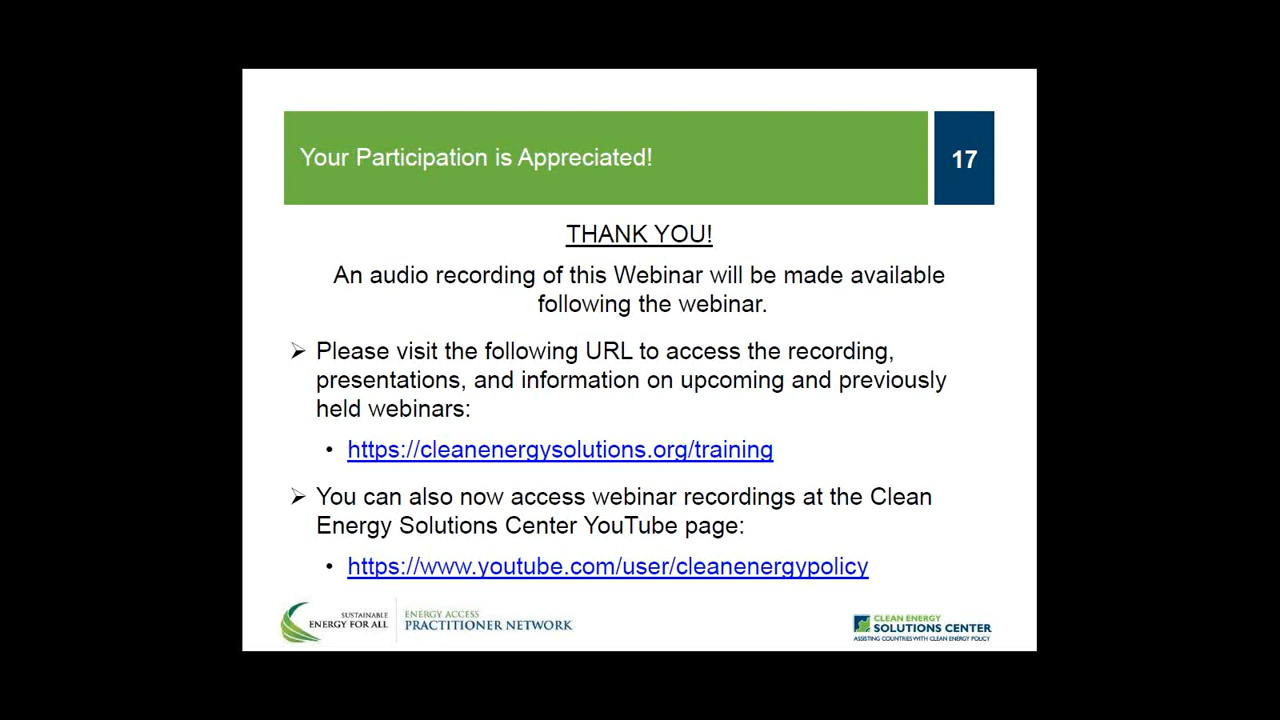 Your Participation is Appreciated!
17
THANK YOU!
An audio recording of this Webinar will be made available
following the webinar.
➢ Please visit the following URL to access the recording,
presentations, and information on upcoming and previously
held webinars:
• https://cleanenergysolutions.org/training
➢ You can also now access webinar recordings at the Clean
Energy Solutions Center YouTube page:
• https://www.youtube.com/user/cleanenergypolicy
SUSTAINABLE
ENERGY FOR ALL
ENERGY ACCESS
PRACTITIONER NETWORK
CLEAN ENERGY
SOLUTIONS CENTER
ASSISTING COUNTRIES WITH CLEAN ENERGY POLICY